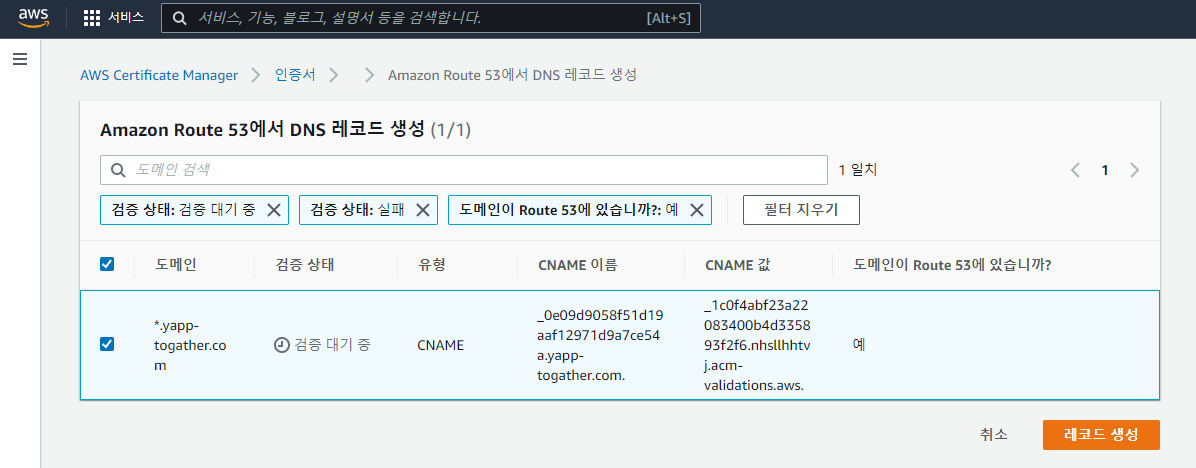 aws
서비스
서비스, 기능, 블로그, 설명서 등을 검색합니다.
[Alt+S]
AWS Certificate Manager > 인증서 > > Amazon Route 53에서 DNS 레코드 생성
Amazon Route 53에서 DNS 레코드 생성 (1/1)
도메인 검색
1 일치
1
검증 상태: 검증 대기 중
검증 상태: 실패
도메인이 Route 53에 있습니까?: 예
필터 지우기
도메인
검증 상태
유형
CNAME 이름
CNAME 값
도메인이 Route 53에 있습니까?
*.yapp-
togather.co
m
검증 대기 중
CNAME
_0e09d9058f51d19
aaf12971d9a7ce54
a.yapp-
togather.com.
_1c0f4abf23a22
083400b4d3358
93f2f6.nhsllhhtv
j.acm-
validations.aws.
예
취소
레코드 생성